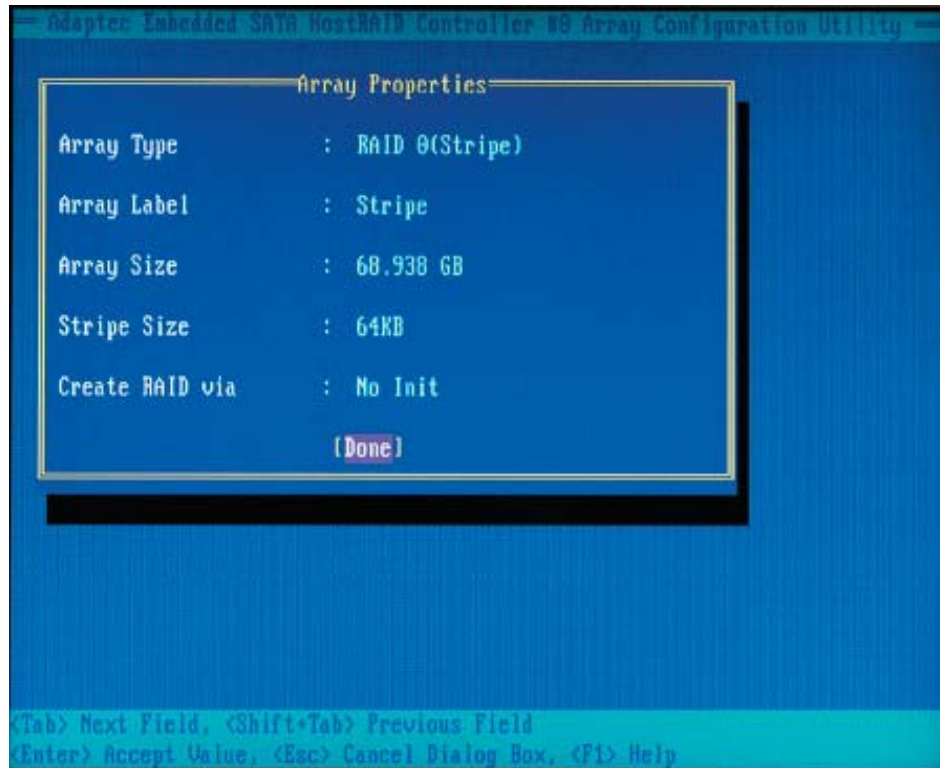 Adaptec Embedded SATA HostRAID Controller #0 Array Configuration Utility
Array Properties
Array Type : RAID 0(Stripe)
Array Label : Stripe
Array Size : 68.938 GB
Stripe Size : 64KB
Create RAID via : No Init
[Done]
<Tab> Next Field, <Shift+Tab> Previous Field
<Enter> Accept Value, <Esc> Cancel Dialog Box, <F1> Help